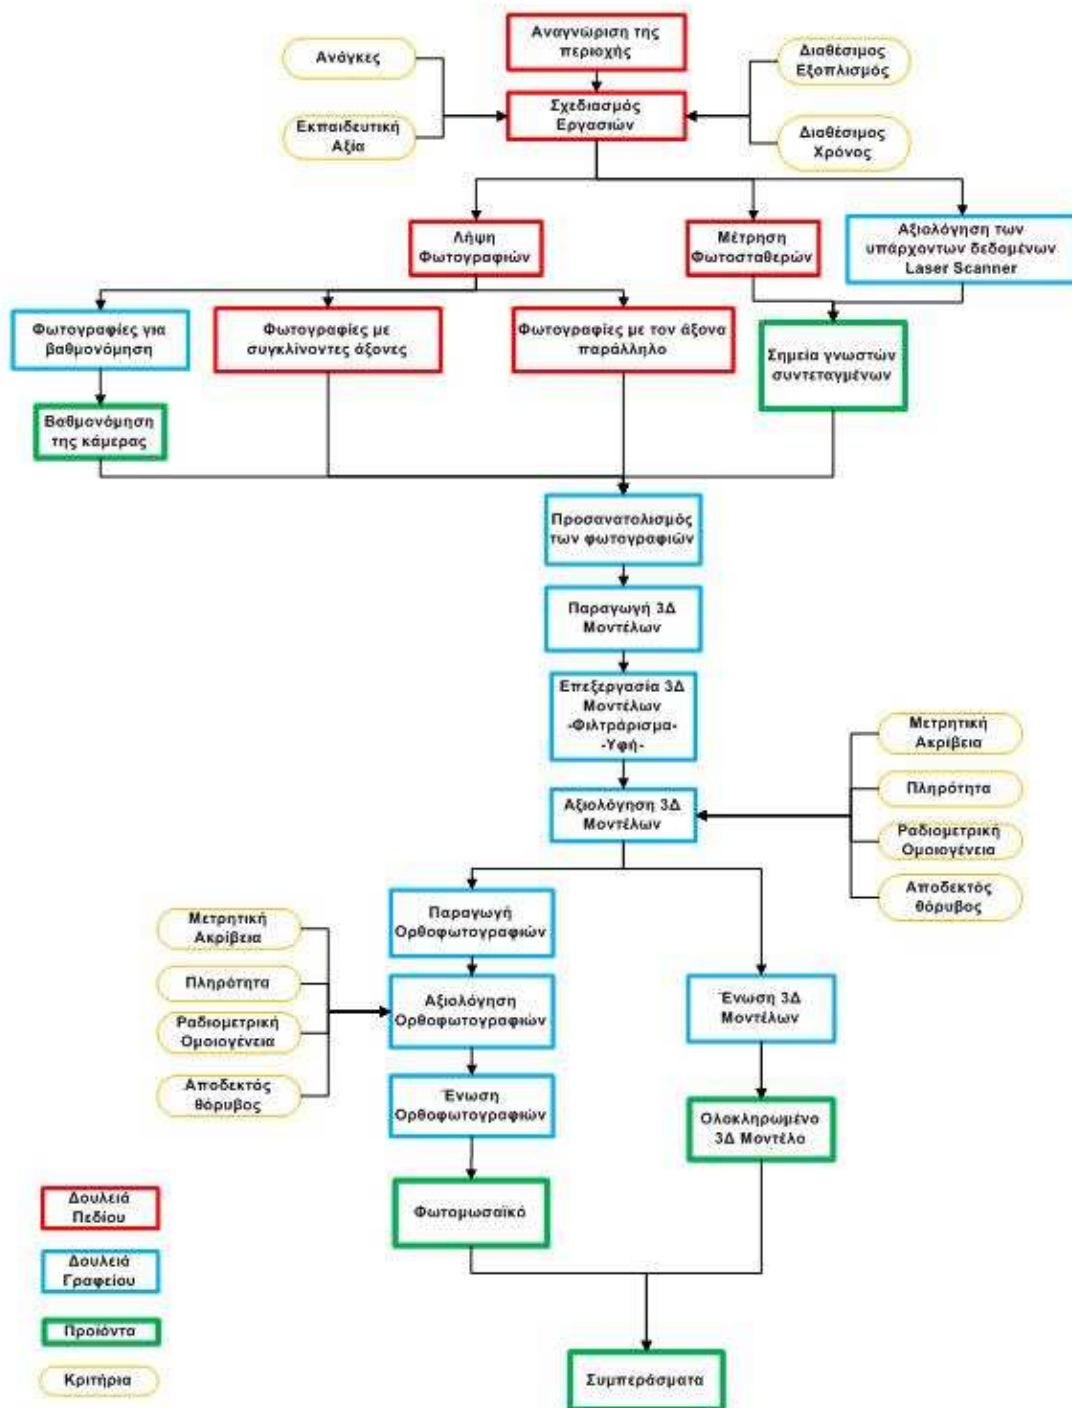 Αναγνώριση της
περιοχής
Ανάγκες
Διαθέσιμος
Εξοπλισμός
Σχεδιασμός
Εργασιών
Εκπαιδευτική
Αξία
Διαθέσιμος
Χρόνος
Λήψη
Φωτογραφιών
Μέτρηση
Φωτοσταθερών
Αξιολόγηση των
υπάρχοντων δεδομένων
Laser Scanner
Φωτογραφίες για
βαθμονόμηση
Φωτογραφίες με
συγκλίνοντες άξονες
Φωτογραφίες με τον άξονα
παράλληλο
Σημεία γνωστών
συντεταγμένων
Βαθμονόμηση
της κάμερας
Προσανατολισμός
των φωτογραφιών
Παραγωγή 3Δ
Μοντέλων
Επεξεργασία 3Δ
Μοντέλων
-Φιλτράρισμα-
-Υφή-
Μετρητική
Ακρίβεια
Πληρότητα
Αξιολόγηση 3Δ
Μοντέλων
Ραδιομετρική
Ομοιογένεια
Αποδεκτός
θόρυβος
Παραγωγή
Ορθοφωτογραφιών
Μετρητική
Ακρίβεια
Πληρότητα
Αξιολόγηση
Ορθοφωτογραφιών
Ένωση 3Δ
Μοντέλων
Ραδιομετρική
Ομοιογένεια
Αποδεκτός
θόρυβος
Ένωση
Ορθοφωτογραφιών
Ολοκληρωμένο
3Δ Μοντέλο
Φωτομωσαϊκό
Δουλειά
Πεδίου
Δουλειά
Γραφείου
Προϊόντα
Κριτήρια
Συμπεράσματα